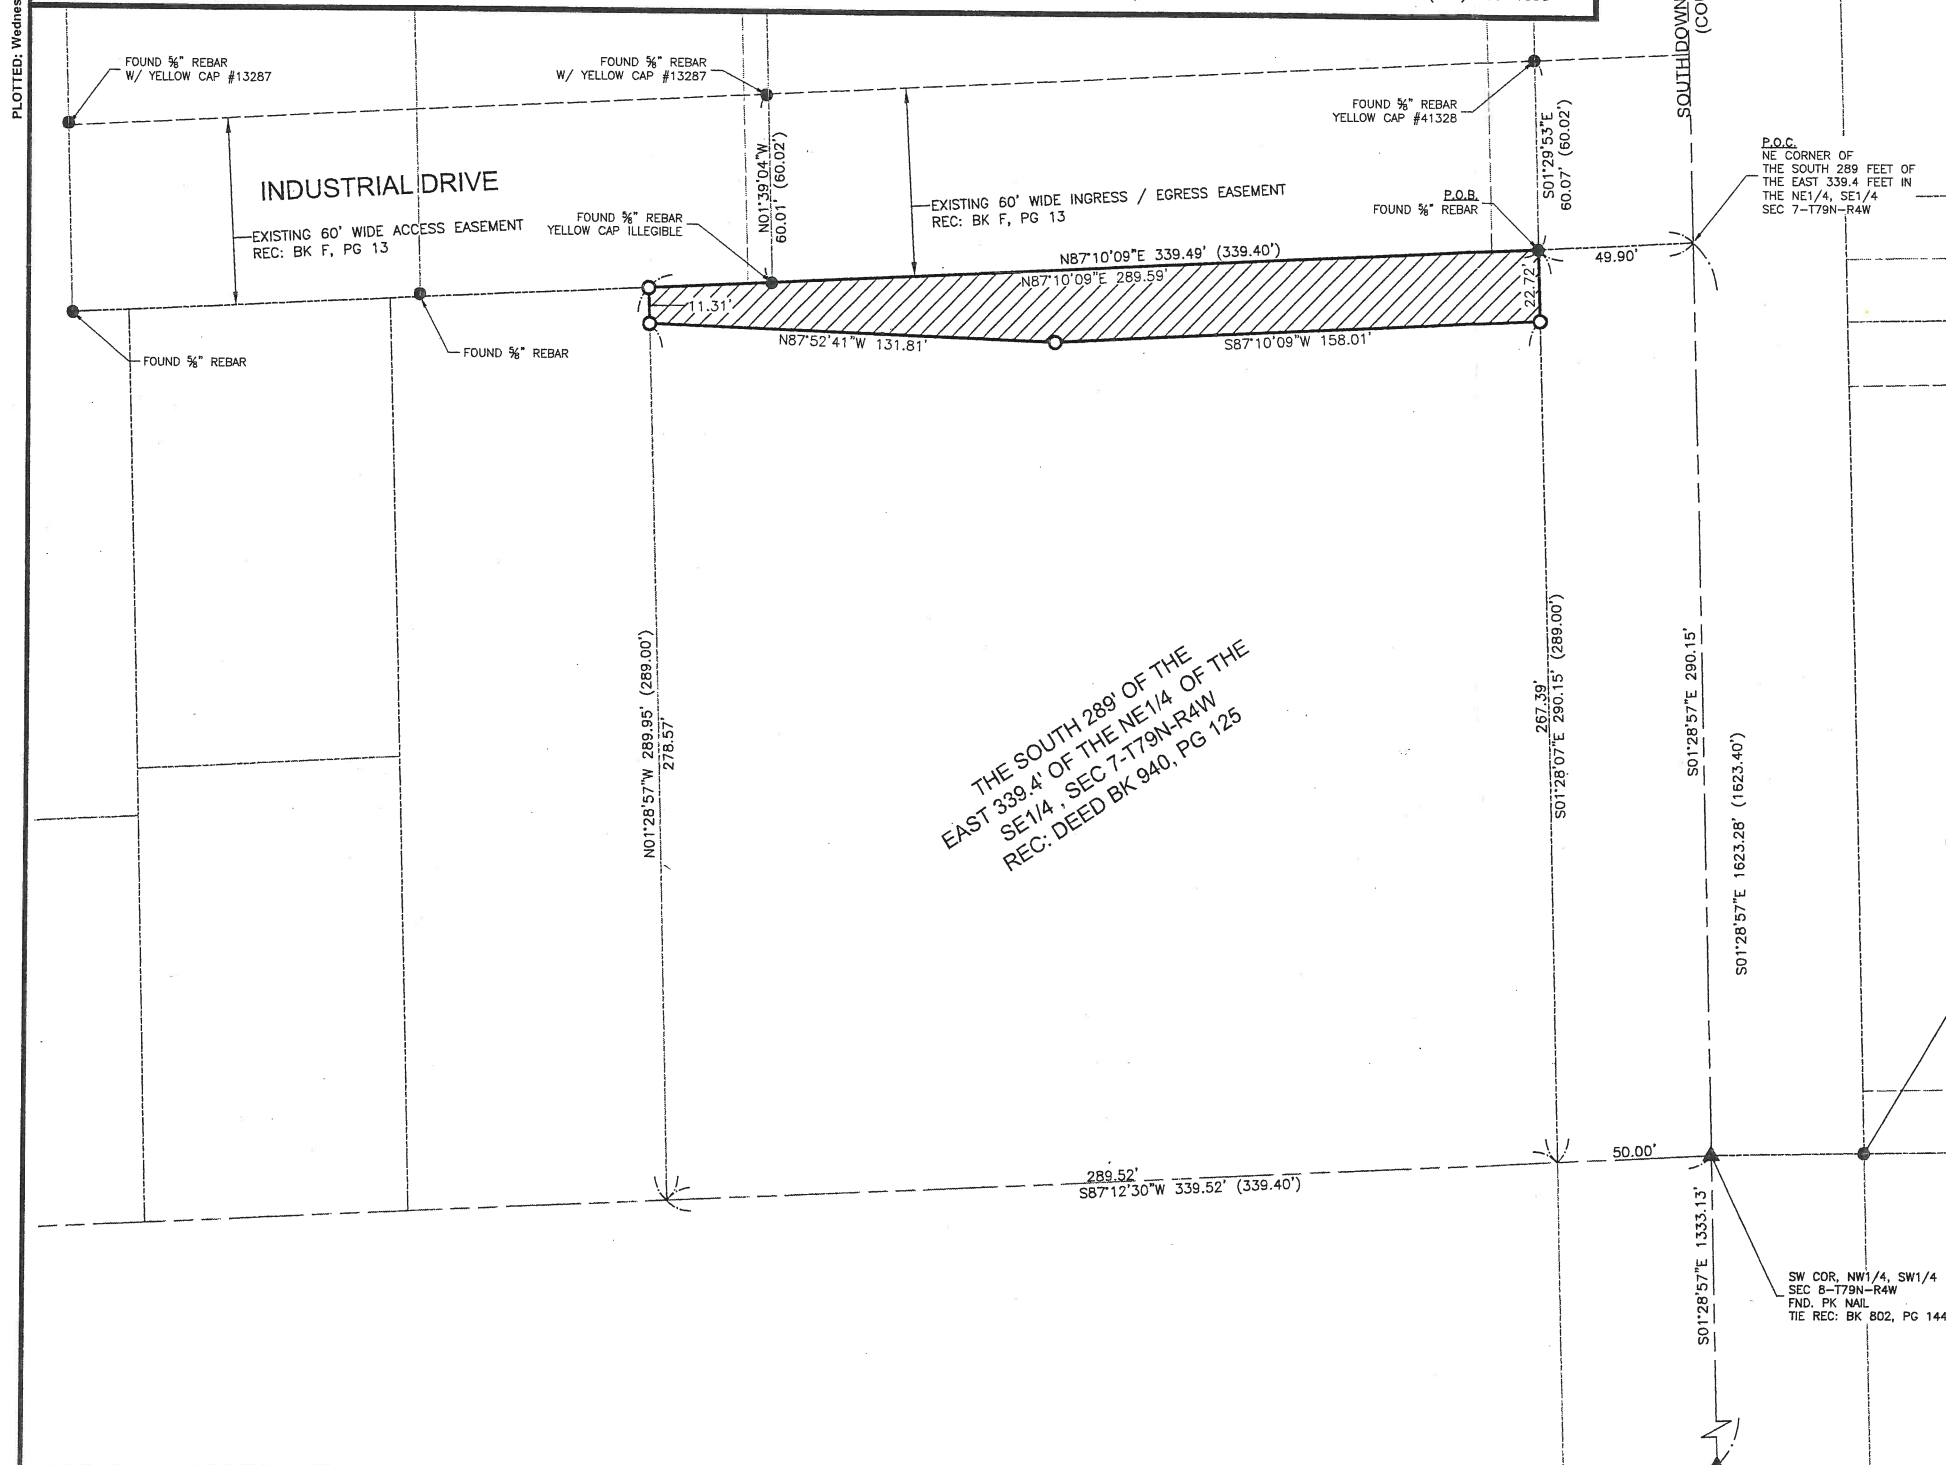 PLOTTED: Wednes
SOUTHDOWN
(CO
FOUND ⅝" REBAR
W/ YELLOW CAP #13287
FOUND ⅝" REBAR
W/ YELLOW CAP #13287
FOUND ⅝" REBAR
YELLOW CAP #41328
P.O.C.
NE CORNER OF
THE SOUTH 289 FEET OF
THE EAST 339.4 FEET IN
THE NE1/4, SE1/4
SEC 7-T79N-R4W
N01°39'04"W
60.01' (60.02')
S01°29'53"E
60.07' (60.02')
INDUSTRIAL DRIVE
EXISTING 60' WIDE ACCESS EASEMENT
REC: BK F, PG 13
FOUND ⅝" REBAR
YELLOW CAP ILLEGIBLE
EXISTING 60' WIDE INGRESS / EGRESS EASEMENT
REC: BK F, PG 13
P.O.B.
FOUND ⅝" REBAR
N87°10'09"E 339.49' (339.40')
N87°10'09"E 289.59'
49.90'
22.72'
11.31'
N87°52'41"W 131.81'
S87°10'09"W 158.01'
FOUND ⅝" REBAR
FOUND ⅝" REBAR
N01°28'57"W 289.95' (289.00')
278.57'
THE SOUTH 289' OF THE
EAST 339.4' OF THE NE1/4 OF THE
SE1/4 , SEC 7-T79N-R4W
REC: DEED BK 940, PG 125
267.39'
S01°28'07"E 290.15' (289.00')
S01°28'57"E 290.15'
S01°28'57"E 1623.28' (1623.40')
289.52'
S87°12'30"W 339.52' (339.40')
50.00'
S01°28'57"E 1333.13'
SW COR, NW1/4, SW1/4
SEC 8-T79N-R4W
FND. PK NAIL
TIE REC: BK 802, PG 144